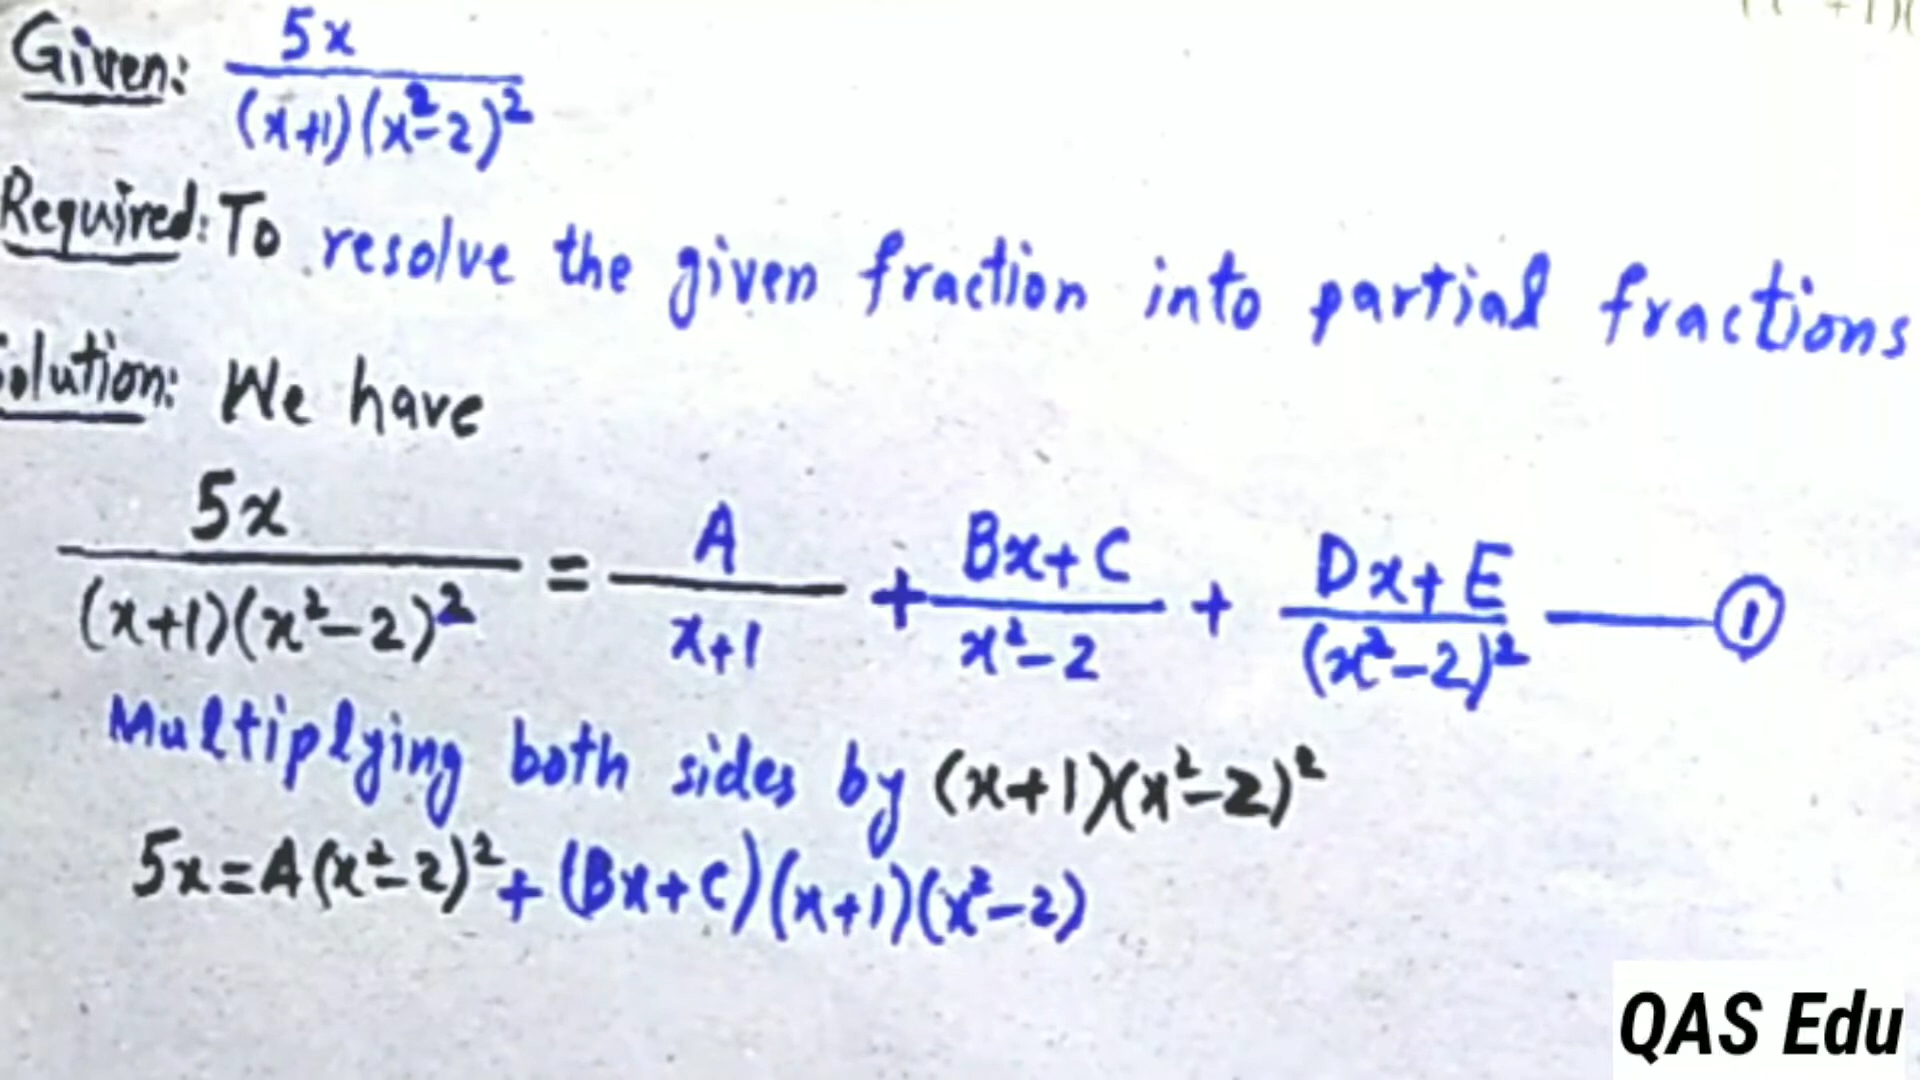 Given: 5x
(x+1)(x²-2)²
Required: To resolve the given fraction into partial fractions
olution: We have
5x/(x+1)(x²-2)² = A/x+1 + Bx+C/x²-2 + Dx+E/(x²-2)² — ①
Multiplying both sides by (x+1)(x²-2)²
5x=A(x²-2)²+(Bx+C)(x+1)(x²-2)
QAS Edu